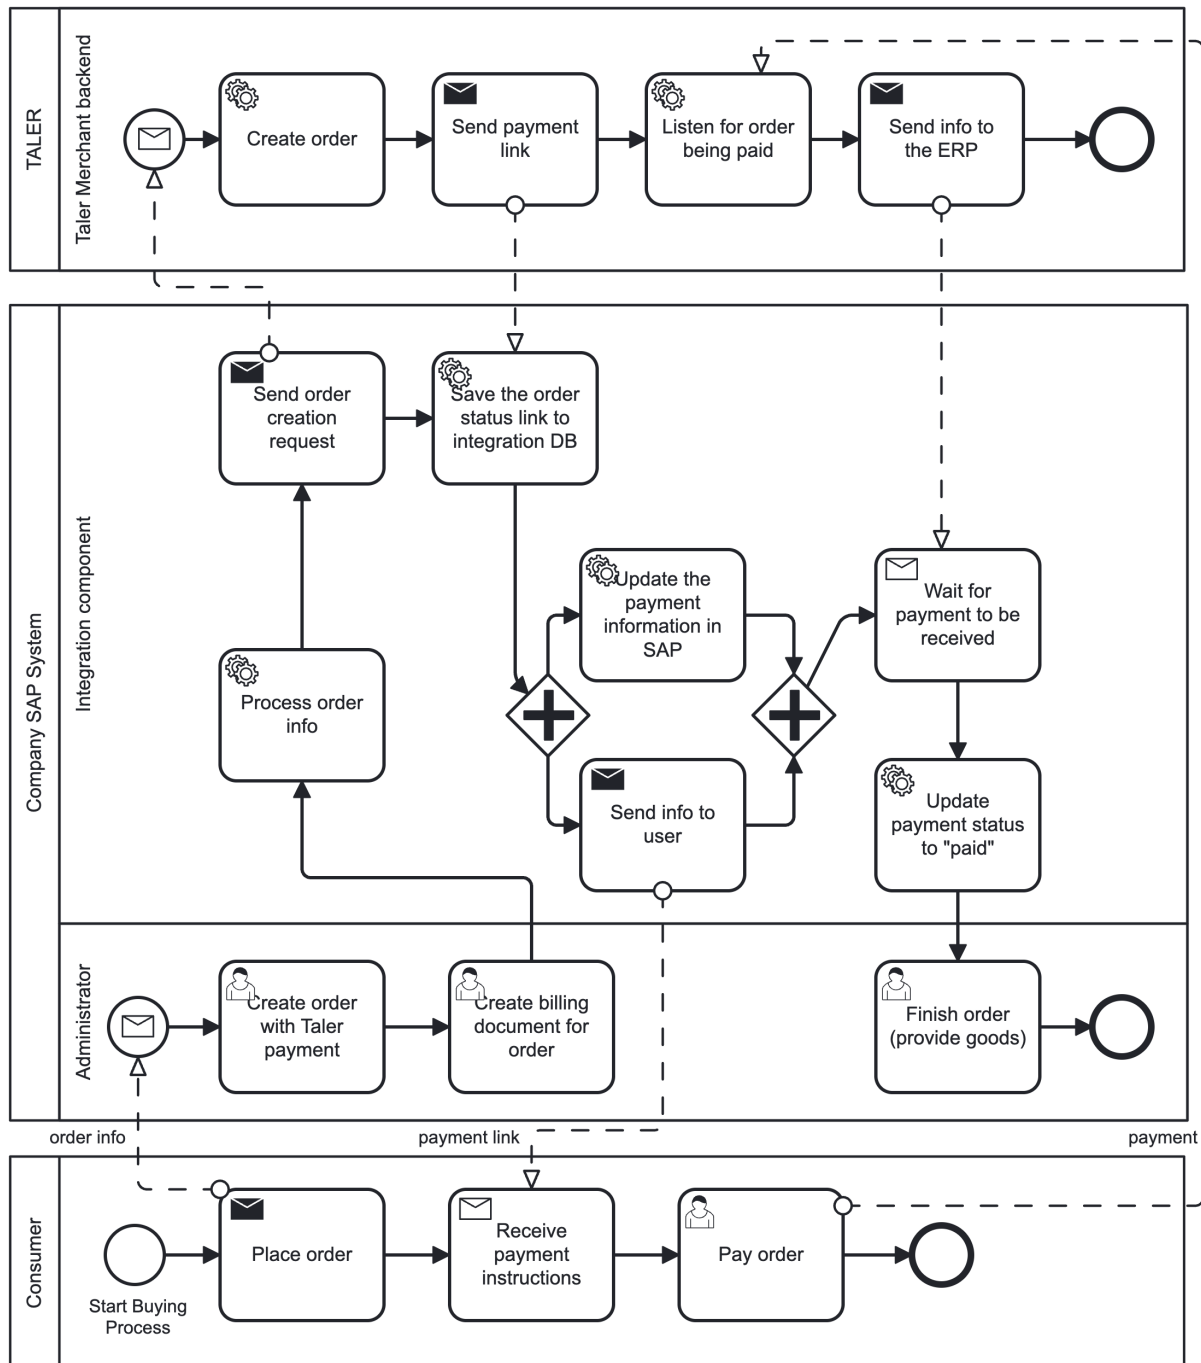 TALER
Taler Merchant backend
Create order
Send payment
link
Listen for order
being paid
Send info to
the ERP
Company SAP System
Integration component
Send order
creation
request
Save the order
status link to
integration DB
Update the
payment
information in
SAP
Wait for
payment to be
received
Process order
info
Send info to
user
Update
payment status
to "paid"
Administrator
Create order
with Taler
payment
Create billing
document for
order
Finish order
(provide goods)
order info
payment link
payment
Consumer
Start Buying
Process
Place order
Receive
payment
instructions
Pay order